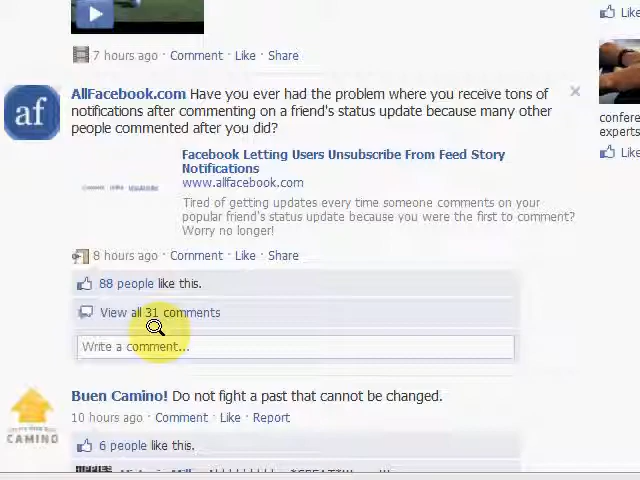 Like
7 hours ago · Comment · Like · Share
AllFacebook.com Have you ever had the problem where you receive tons of
notifications after commenting on a friend's status update because many other
people commented after you did?
af
Facebook Letting Users Unsubscribe From Feed Story
Notifications
www.allfacebook.com
Tired of getting updates every time someone comments on your
popular friend's status update because you were the first to comment?
Worry no longer!
confere
experts
Like
8 hours ago · Comment · Like · Share
88 people like this.
View all 31 comments
Write a comment...
Buen Camino! Do not fight a past that cannot be changed.
10 hours ago · Comment · Like · Report
CAMINO
6 people like this.